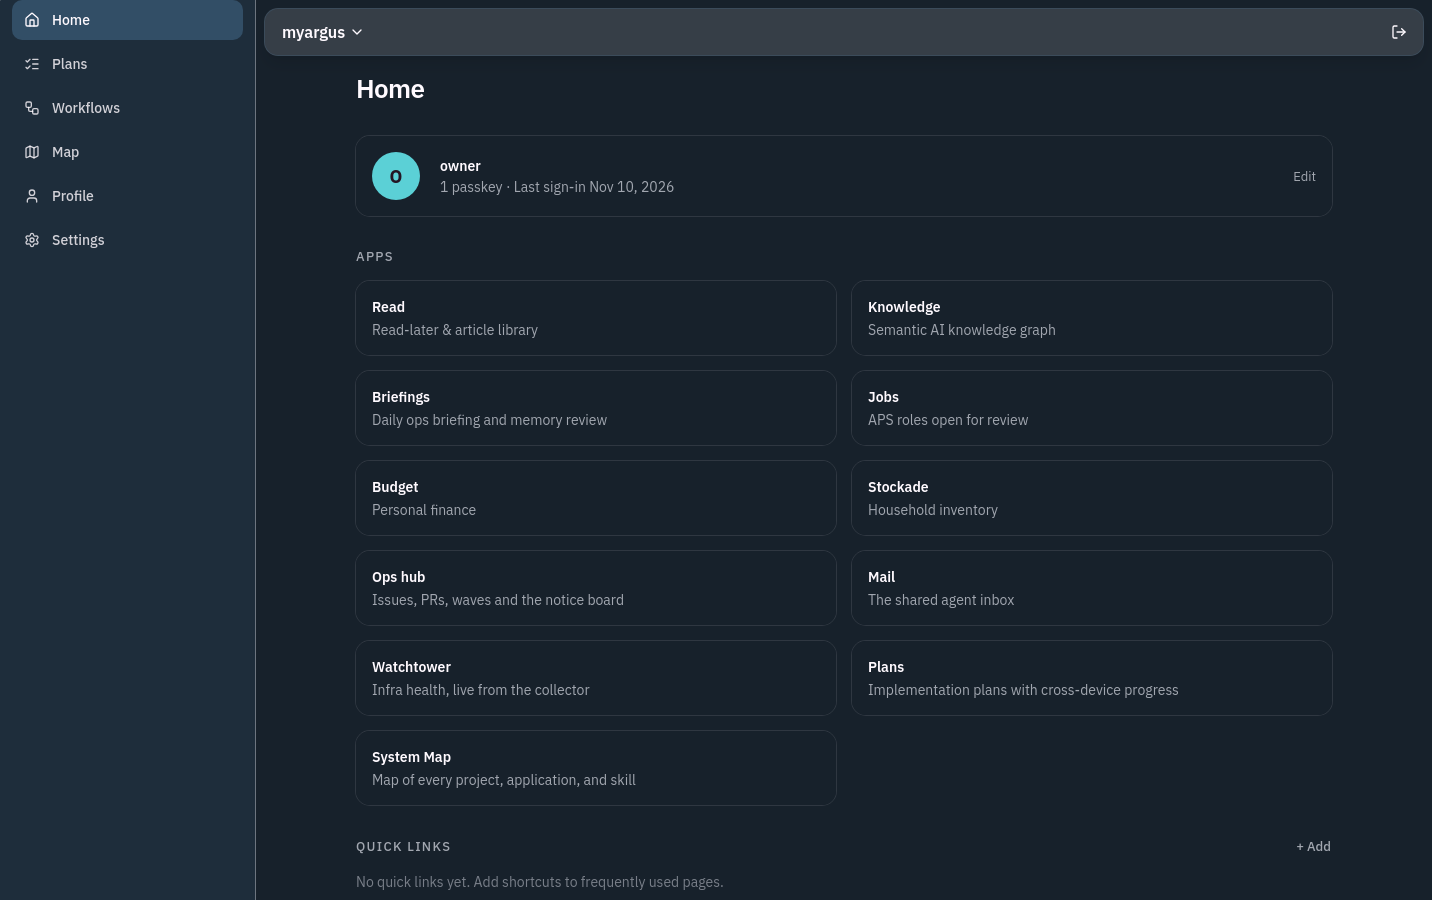 Home
Plans
Workflows
Map
Profile
Settings
myargus
Home
O
owner
1 passkey · Last sign-in Nov 10, 2026
Edit
APPS
Read
Read-later & article library
Knowledge
Semantic AI knowledge graph
Briefings
Daily ops briefing and memory review
Jobs
APS roles open for review
Budget
Personal finance
Stockade
Household inventory
Ops hub
Issues, PRs, waves and the notice board
Mail
The shared agent inbox
Watchtower
Infra health, live from the collector
Plans
Implementation plans with cross-device progress
System Map
Map of every project, application, and skill
QUICK LINKS
+ Add
No quick links yet. Add shortcuts to frequently used pages.